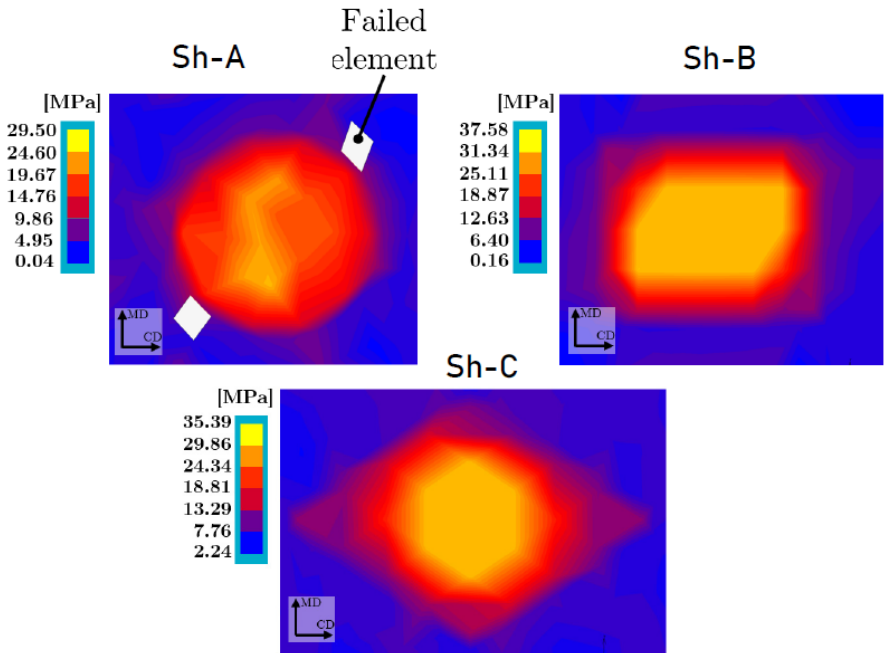 Failed
element
Sh-A
[MPa]
29.50
24.60
19.67
14.76
9.86
4.95
0.04
MD
CD
Sh-B
[MPa]
37.58
31.34
25.11
18.87
12.63
6.40
0.16
MD
CD
Sh-C
[MPa]
35.39
29.86
24.34
18.81
13.29
7.76
2.24
MD
CD